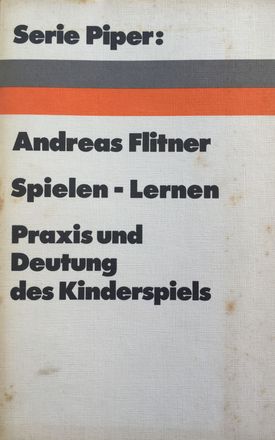 Serie Piper:
Andreas Flitner
Spielen - Lernen
Praxis und
Deutung
des Kinderspiels